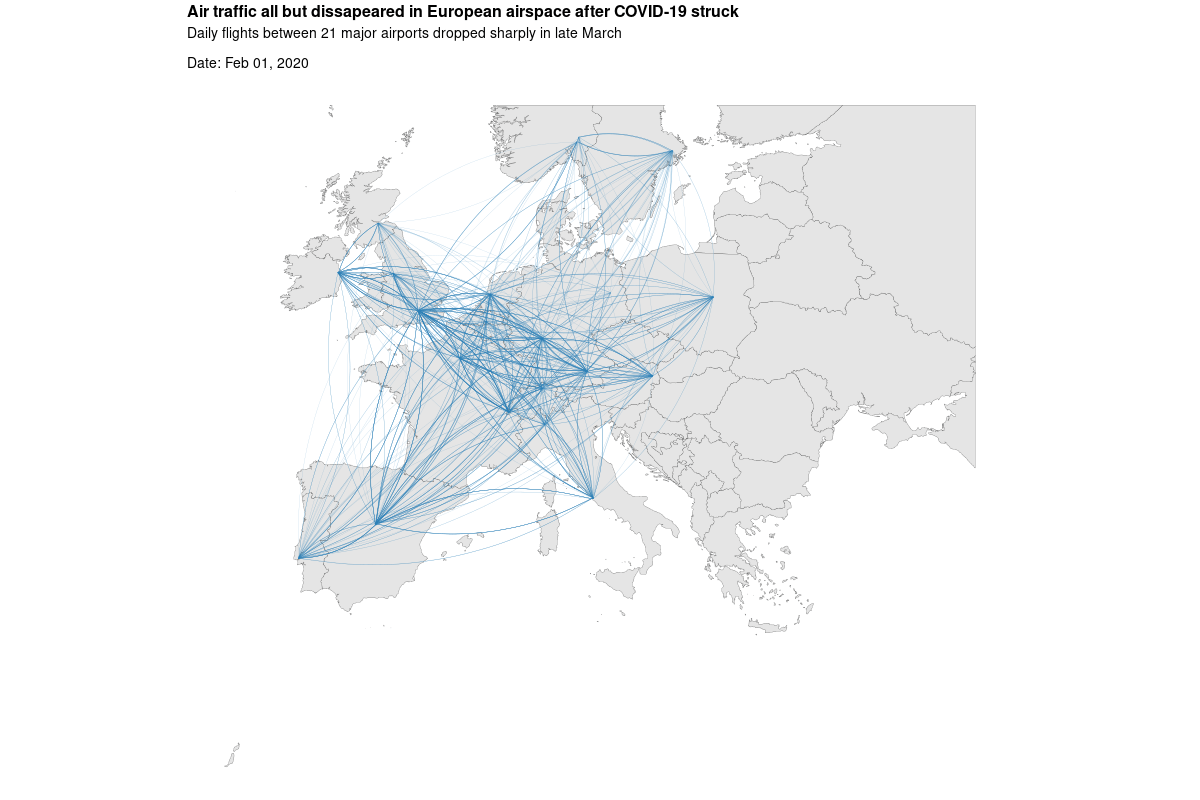 Air traffic all but dissapeared in European airspace after COVID-19 struck
Daily flights between 21 major airports dropped sharply in late March
Date: Feb 01, 2020